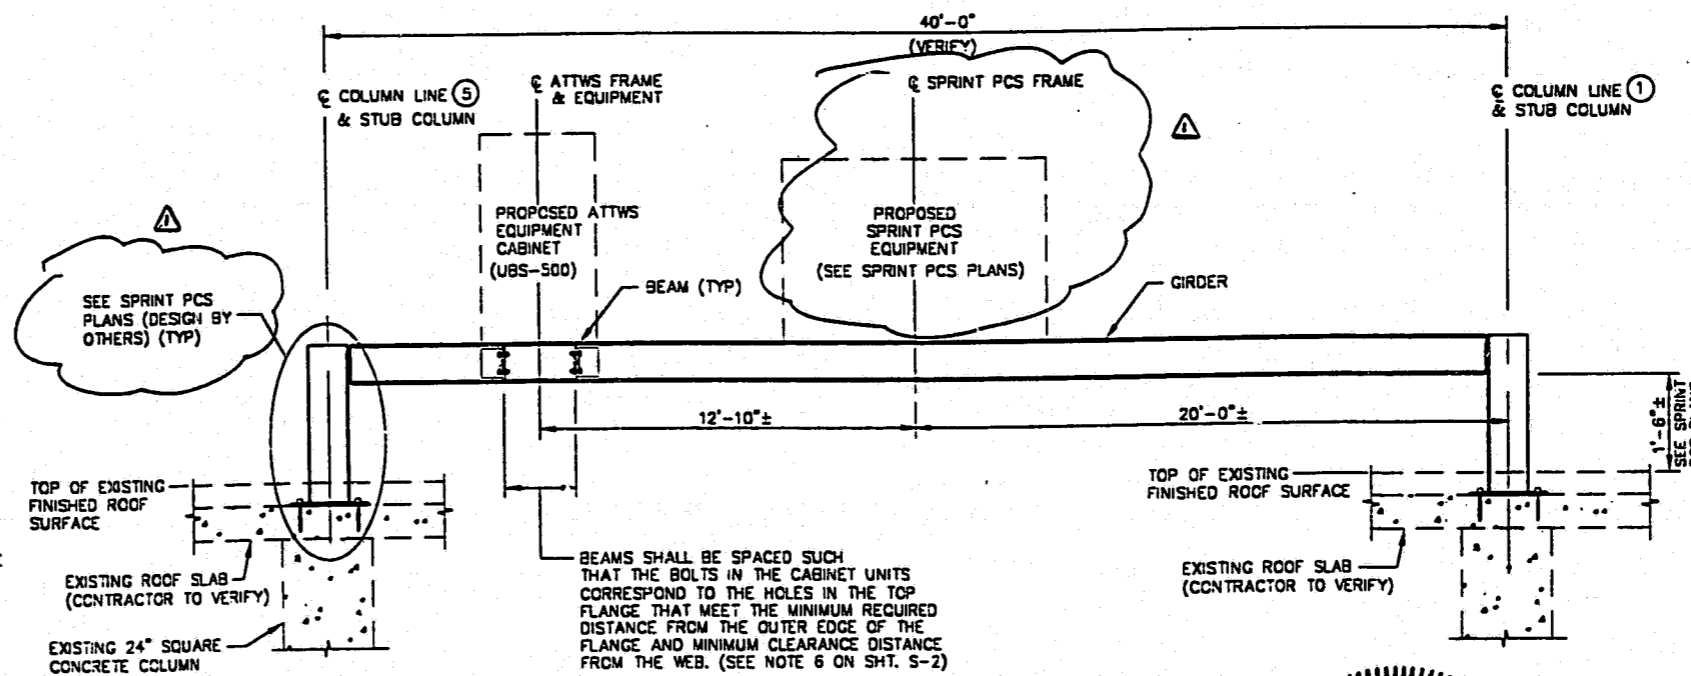 40'-0"
(VERIFY)
℄ COLUMN LINE 5
& STUB COLUMN
℄ ATTWS FRAME
& EQUIPMENT
℄ SPRINT PCS FRAME
℄ COLUMN LINE 1
& STUB COLUMN
1
1
PROPOSED ATTWS
EQUIPMENT
CABINET
(UBS-500)
PROPOSED
SPRINT PCS
EQUIPMENT
(SEE SPRINT PCS PLANS)
BEAM (TYP)
GIRDER
SEE SPRINT PCS
PLANS (DESIGN BY
OTHERS) (TYP)
12'-10"±
20'-0"±
1'-6"±
SEE SPRINT
TOP OF EXISTING
FINISHED ROOF
SURFACE
TOP OF EXISTING
FINISHED ROOF SURFACE
EXISTING ROOF SLAB
(CONTRACTOR TO VERIFY)
EXISTING 24" SQUARE
CONCRETE COLUMN
BEAMS SHALL BE SPACED SUCH
THAT THE BOLTS IN THE CABINET UNITS
CORRESPOND TO THE HOLES IN THE TOP
FLANGE THAT MEET THE MINIMUM REQUIRED
DISTANCE FROM THE OUTER EDGE OF THE
FLANGE AND MINIMUM CLEARANCE DISTANCE
FROM THE WEB. (SEE NOTE 6 ON SHT. S-2)
EXISTING ROOF SLAB
(CONTRACTOR TO VERIFY)